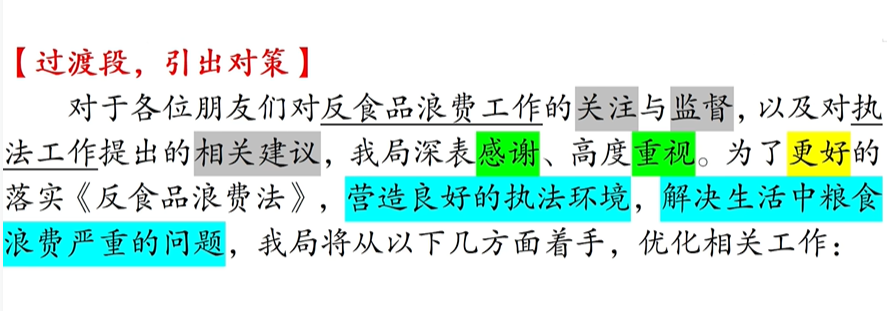 【过渡段，引出对策】
对于各位朋友们对反食品浪费工作的关注与监督，以及对执
法工作提出的相关建议，我局深表感谢、高度重视。为了更好的
落实《反食品浪费法》，营造良好的执法环境，解决生活中粮食
浪费严重的问题，我局将从以下几方面着手，优化相关工作：